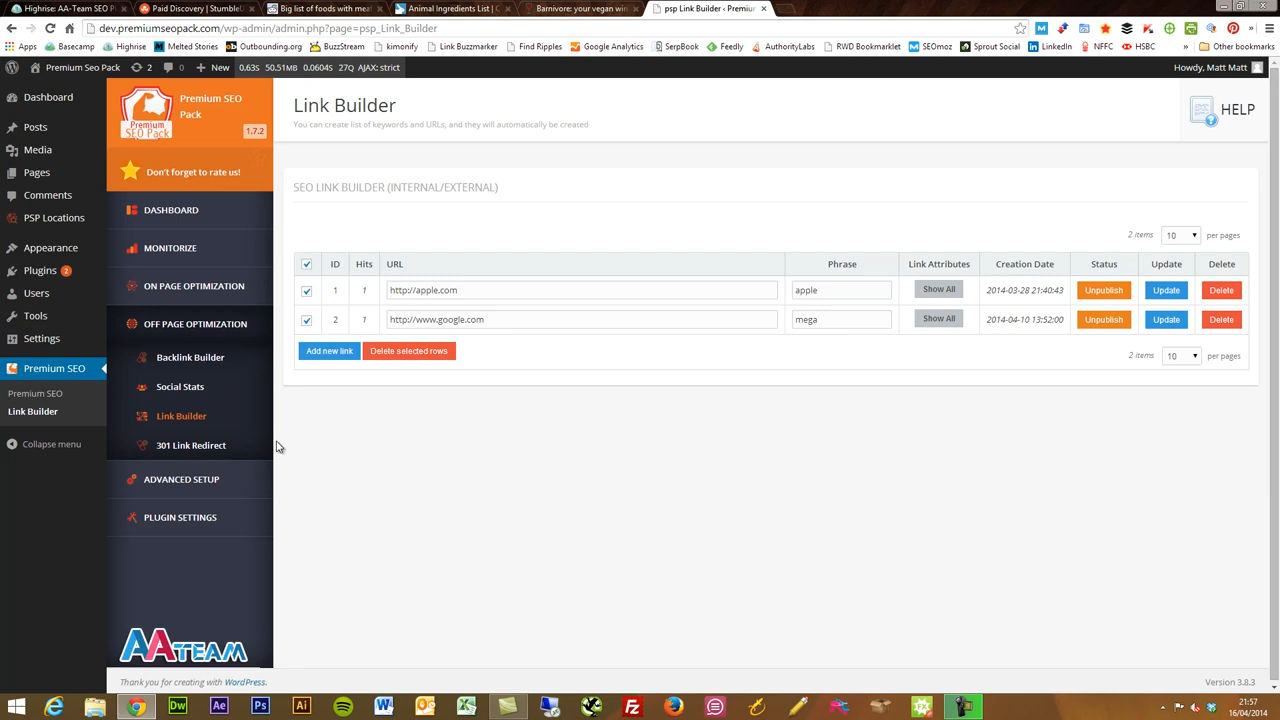 Highrise: AA-Team SEO P
Paid Discovery | StumbleU
Big list of foods with meat
Animal Ingredients List | C
Barnivore: your vegan win
psp Link Builder ‹ Premiu
dev.premiumseopack.com/wp-admin/admin.php?page=psp_Link_Builder
Apps
Basecamp
Highrise
Melted Stories
Outbounding.org
BuzzStream
kimonify
Link Buzzmarker
Find Ripples
Google Analytics
SerpBook
Feedly
AuthorityLabs
RWD Bookmarklet
SEOmoz
Sprout Social
LinkedIn
NFFC
HSBC
»
Other bookmarks
Premium SEO Pack
2
0
+ New
0.63S 50.51MB 0.0604S 27Q AJAX: strict
Howdy, Matt Matt
Dashboard
Posts
Media
Pages
Comments
PSP Locations
Appearance
Plugins 2
Users
Tools
Settings
Premium SEO
Premium SEO
Link Builder
Collapse menu
Premium
SEO PACK
Premium SEO
Pack
1.7.2
Don't forget to rate us!
DASHBOARD
MONITORIZE
ON PAGE OPTIMIZATION
OFF PAGE OPTIMIZATION
Backlink Builder
Social Stats
Link Builder
301 Link Redirect
ADVANCED SETUP
PLUGIN SETTINGS
AATEAM
Link Builder
You can create list of keywords and URLs, and they will automatically be created
HELP
SEO LINK BUILDER (INTERNAL/EXTERNAL)
2 items 10 per pages
ID Hits URL Phrase Link Attributes Creation Date Status Update Delete
1 1 http://apple.com apple Show All 2014-03-28 21:40:43 Unpublish Update Delete
2 1 http://www.google.com mega Show All 2014-04-10 13:52:00 Unpublish Update Delete
Add new link Delete selected rows
2 items 10 per pages
Thank you for creating with WordPress.
Version 3.8.3
21:57
16/04/2014